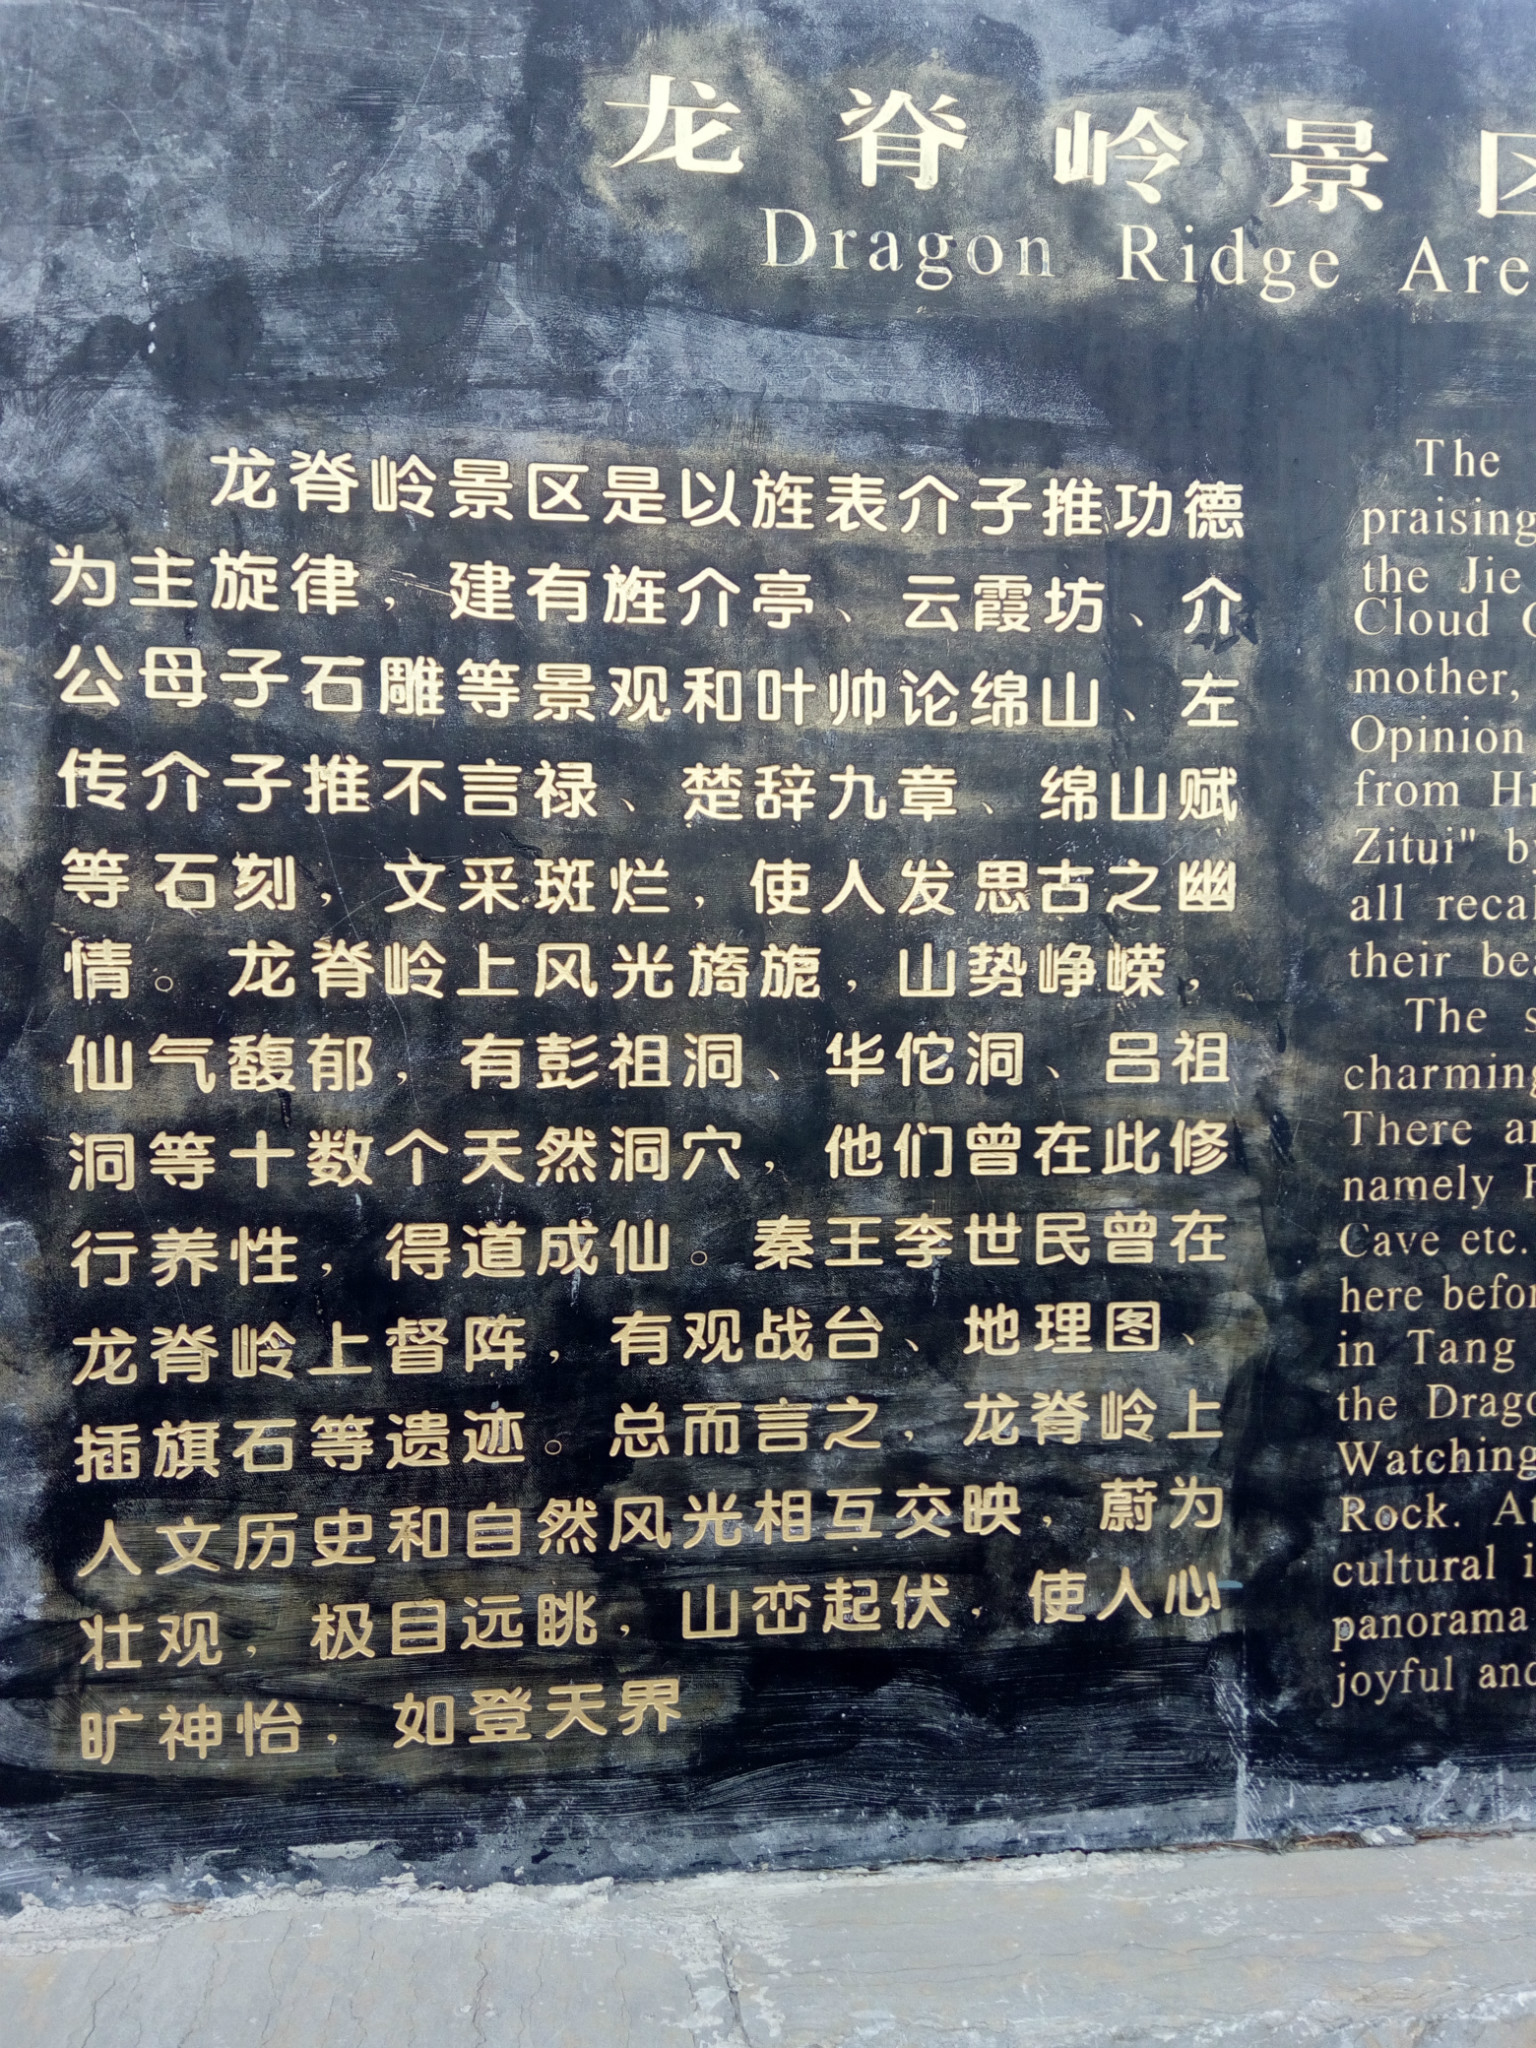 龙脊岭景区
Dragon Ridge Are
龙脊岭景区是以旌表介子推功德
为主旋律，建有旌介亭、云霞坊、介
公母子石雕等景观和叶帅论绵山、左
传介子推不言禄、楚辞九章、绵山赋
等石刻，文采斑烂，使人发思古之幽
情。龙脊岭上风光旖旎，山势峥嵘，
仙气馥郁，有彭祖洞、华佗洞、吕祖
洞等十数个天然洞穴，他们曾在此修
行养性，得道成仙。秦王李世民曾在
龙脊岭上督阵，有观战台、地理图、
插旗石等遗迹。总而言之，龙脊岭上
人文历史和自然风光相互交映，蔚为
壮观，极目远眺，山峦起伏，使人心
旷神怡，如登天界
The
praising
the Jie
Cloud
mother,
Opinion
from
Zitui" by
all
their
The
charming
There
namely
Cave etc.
here
in Tang
the
Watching
Rock.
cultural
panorama
joyful and